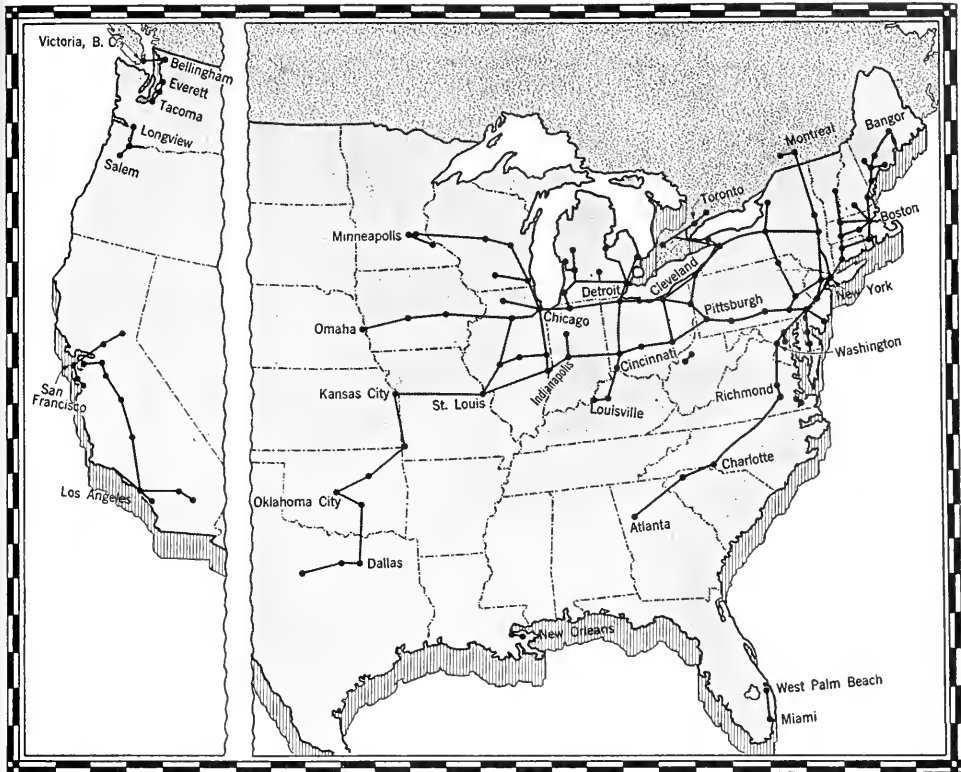 Victoria, B. C.
Bellingham
Everett
Tacoma
Longview
Salem
Bangor
Montreal
Toronto
Boston
Minneapolis
Detroit
Cleveland
New York
Pittsburgh
Omaha
Chicago
Washington
Cincinnati
Indianapolis
San
Francisco
Kansas City
St. Louis
Louisville
Richmond
Charlotte
Los Angeles
Oklahoma City
Atlanta
Dallas
New Orleans
West Palm Beach
Miami